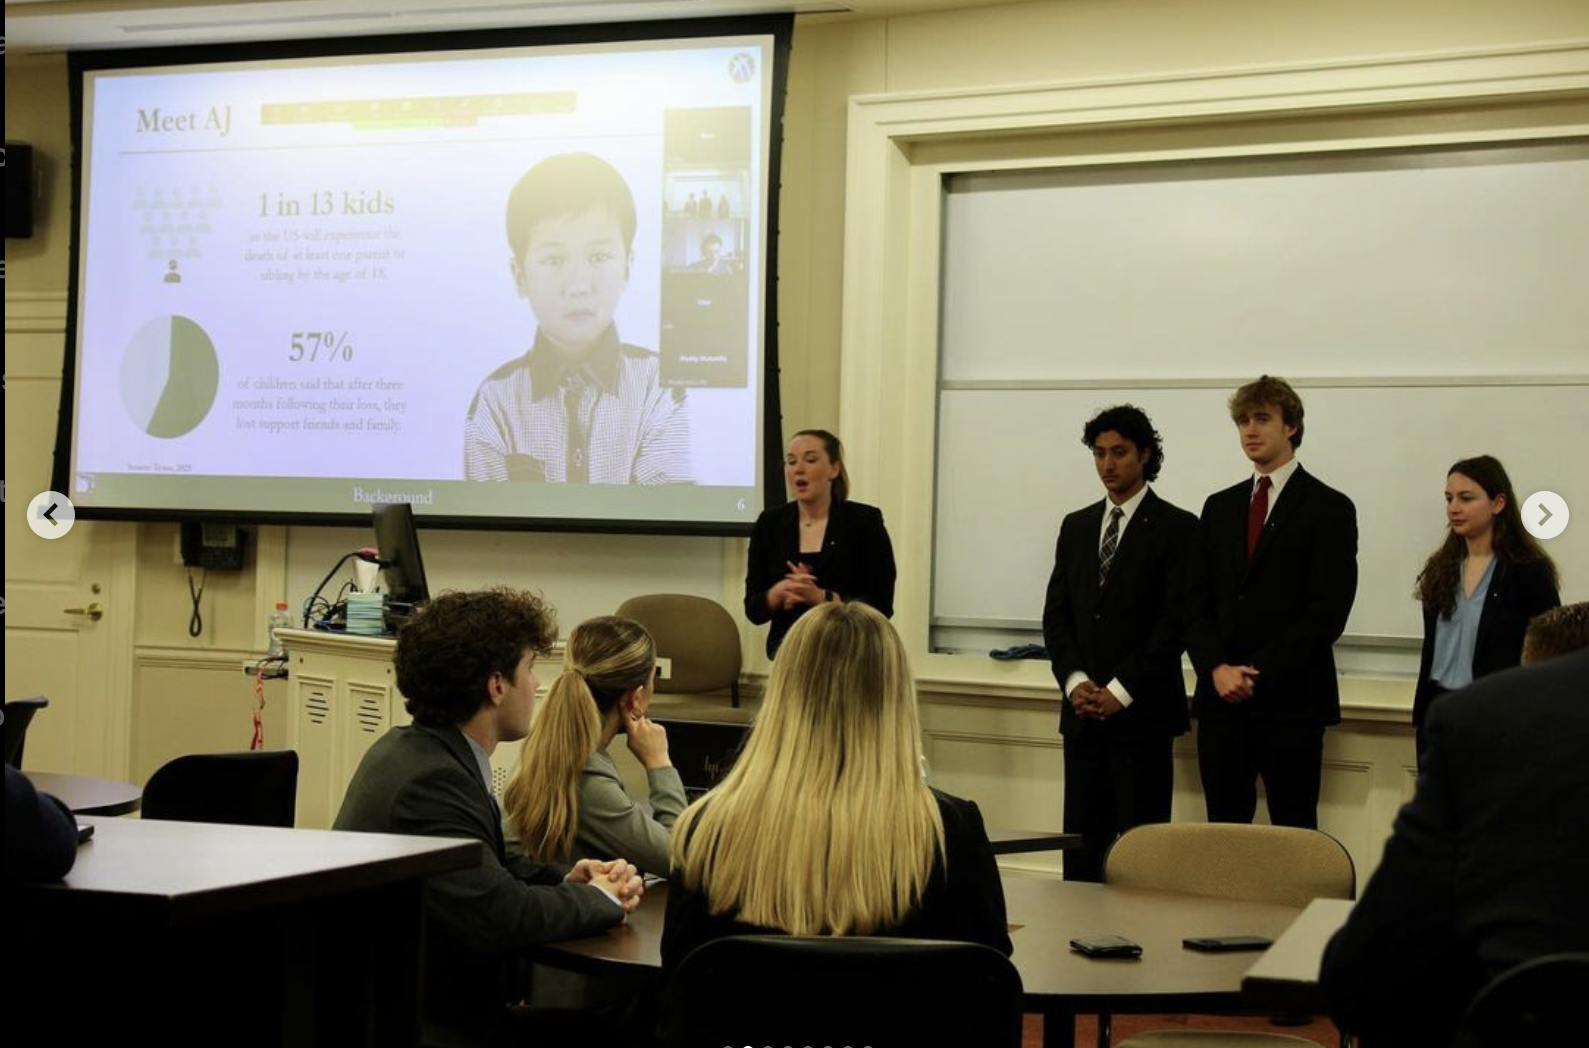 Meet AJ
1 in 13 kids
in the US will experience the
death of at least one parent or
sibling by the age of 18.
57%
of children said that after three
months following their loss, they
lost support friends and family.
Background
6
hp